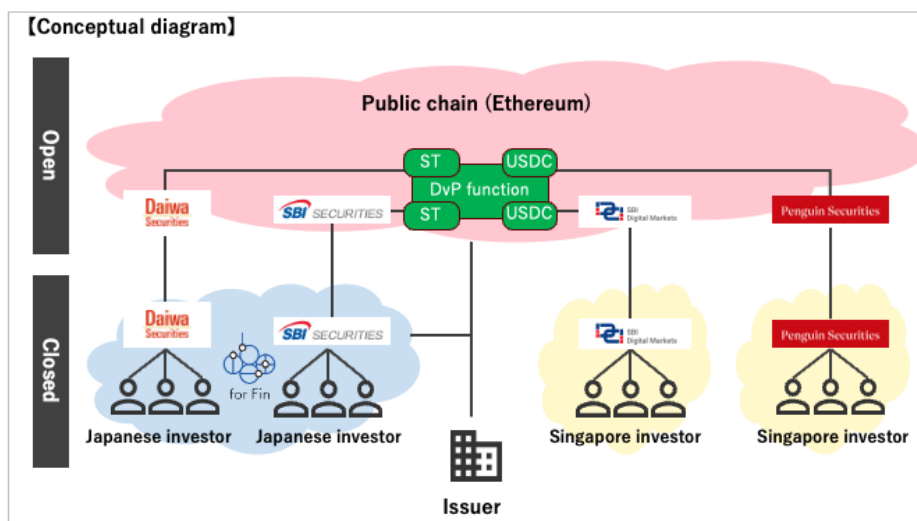 【Conceptual diagram】
Open
Public chain (Ethereum)
ST
USDC
DvP function
ST
USDC
Daiwa
Securities
SBI SECURITIES
SBI
Digital Markets
Penguin Securities
Closed
Daiwa
Securities
SBI SECURITIES
SBI
Digital Markets
Penguin Securities
for Fin
Japanese investor
Japanese investor
Singapore investor
Singapore investor
Issuer